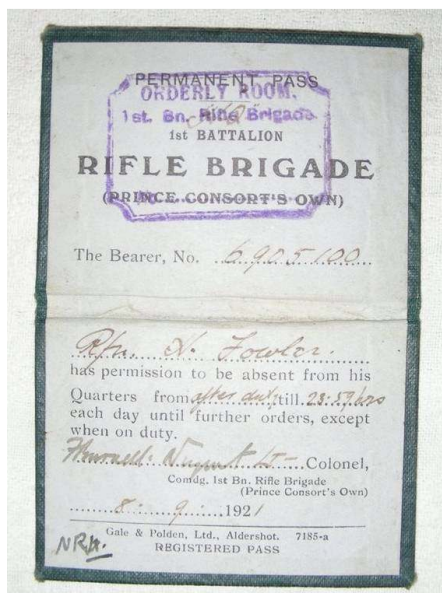 PERMANENT PASS
ORDERLY ROOM.
1st. Bn. Rifle Brigade.
1st BATTALION
RIFLE BRIGADE
(PRINCE CONSORT'S OWN)
The Bearer, No. 6905100
Rfn. Fowler.
has permission to be absent from his
Quarters from after duty till 23.59 hrs
each day until further orders, except
when on duty.
Lt Colonel,
Comdg. 1st Bn. Rifle Brigade
(Prince Consort's Own)
8 . 9 . 1921
Gale & Polden, Ltd., Aldershot. 7185-a
REGISTERED PASS